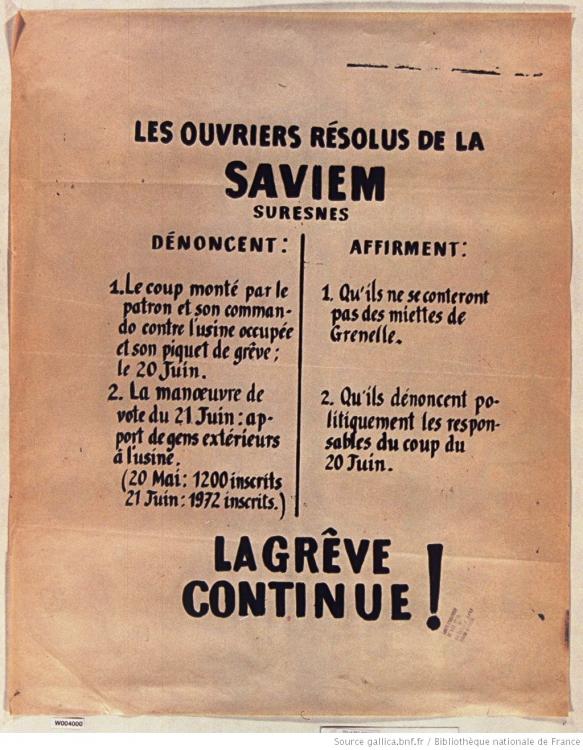 LES OUVRIERS RÉSOLUS DE LA
SAVIEM
SURESNES
DÉNONCENT:
1. Le coup monté par le
patron et son comman-
do contre l'usine occupée
et son piquet de grève;
le 20 Juin.
2. La manœuvre de
vote du 21 Juin: ap-
port de gens extérieurs
à l'usine.
(20 Mai: 1200 inscrits
21 Juin: 1972 inscrits.)
AFFIRMENT:
1. Qu'ils ne se conteront
pas des miettes de
Grenelle.
2. Qu'ils dénoncent po-
litiquement les respon-
sables du coup du
20 Juin.
LA GRÊVE
CONTINUE!
W004000
Source gallica.bnf.fr / Bibliothèque nationale de France